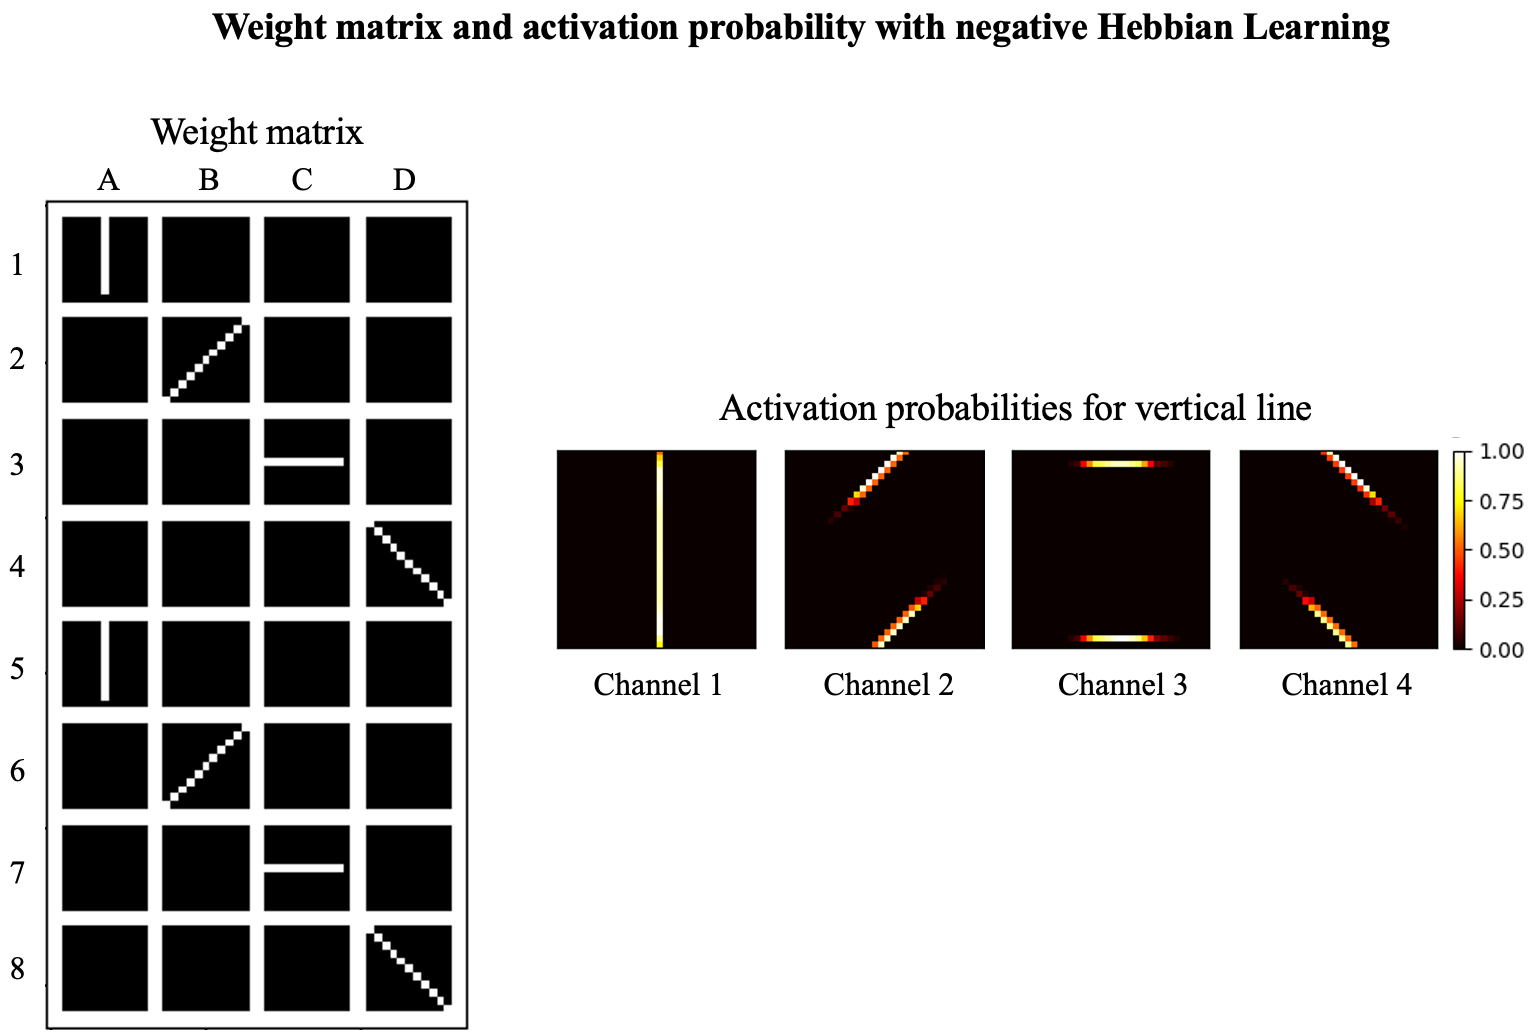 Weight matrix and activation probability with negative Hebbian Learning
Weight matrix
A B C D
1
2
3
4
5
6
7
8
Activation probabilities for vertical line
1.00
0.75
0.50
0.25
0.00
Channel 1 Channel 2 Channel 3 Channel 4